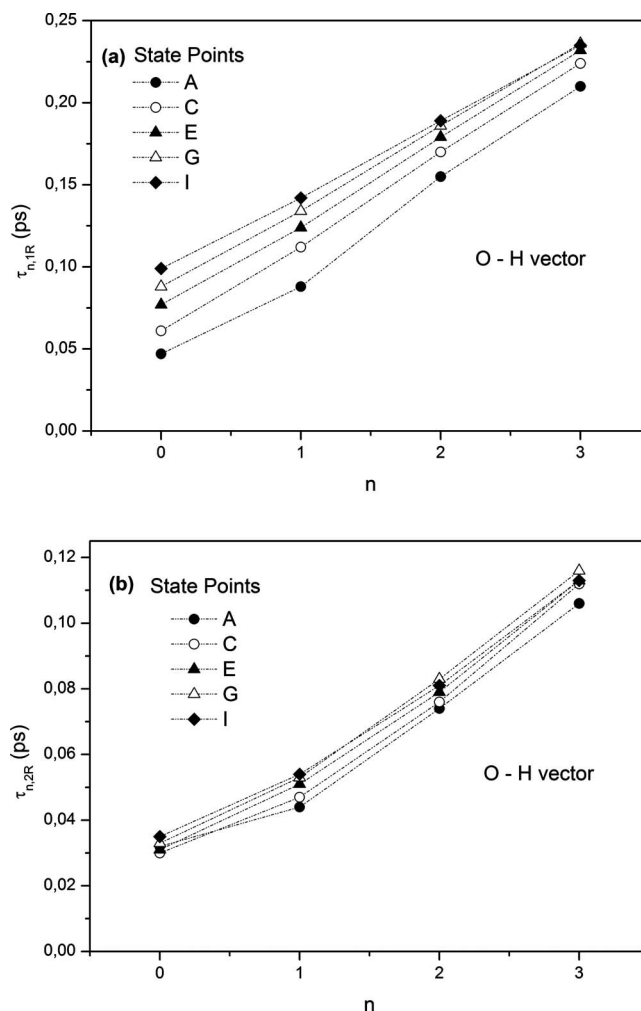 0,25
(a) State Points
A
C
E
G
I
0,20
0,15
0,10
0,05
0,00
τn,1R (ps)
O - H vector
0 1 2 3
n
0,12
(b) State Points
A
C
E
G
I
0,10
0,08
0,06
0,04
0,02
0,00
τn,2R (ps)
O - H vector
0 1 2 3
n